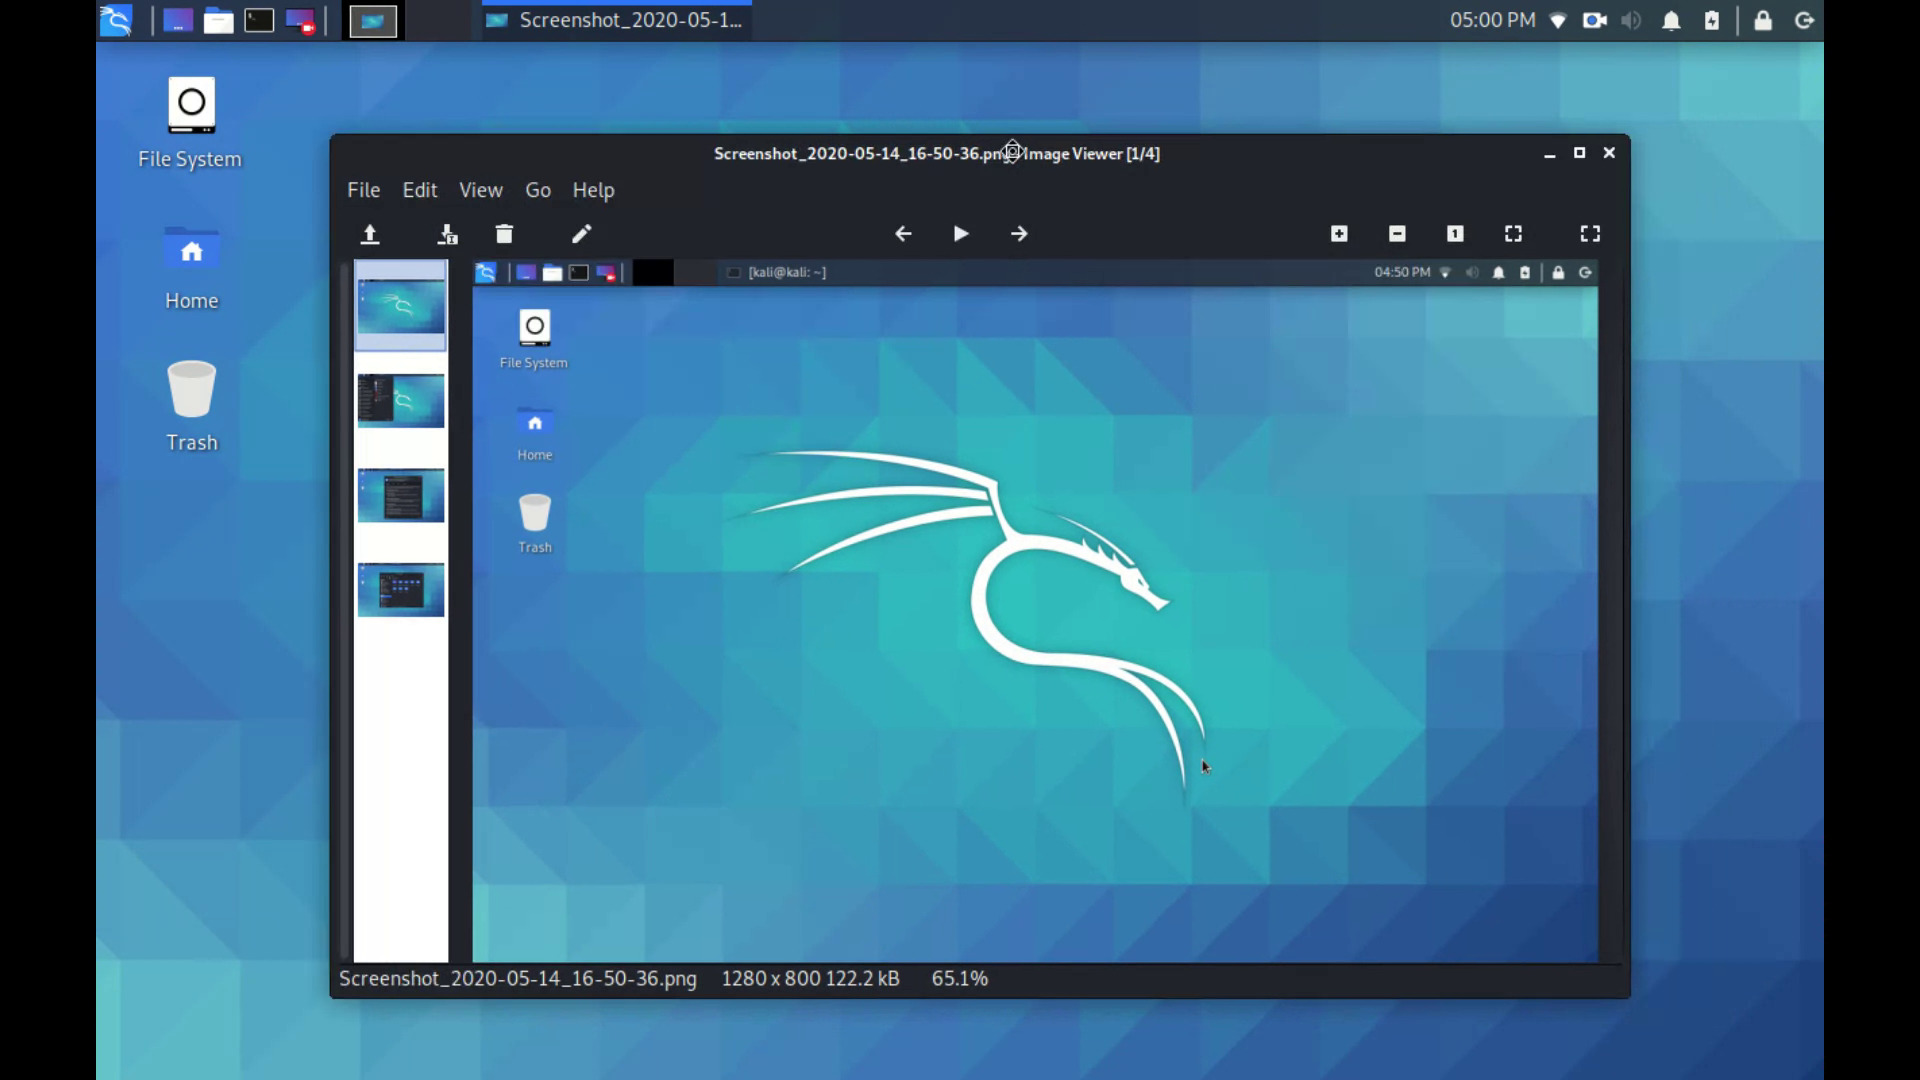 Screenshot_2020-05-1...
05:00 PM
File System
Home
Trash
Screenshot_2020-05-14_16-50-36.png Image Viewer [1/4]
File Edit View Go Help
1
[kali@kali: ~]
04:50 PM
File System
Home
Trash
Screenshot_2020-05-14_16-50-36.png 1280 x 800 122.2 kB 65.1%